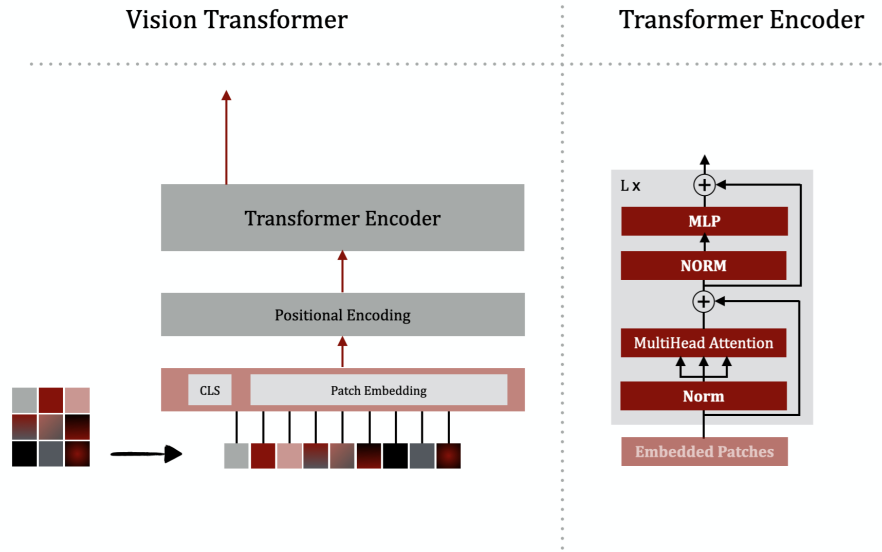 Vision Transformer
Transformer Encoder
Positional Encoding
CLS
Patch Embedding
Transformer Encoder
L x
MLP
NORM
MultiHead Attention
Norm
Embedded Patches